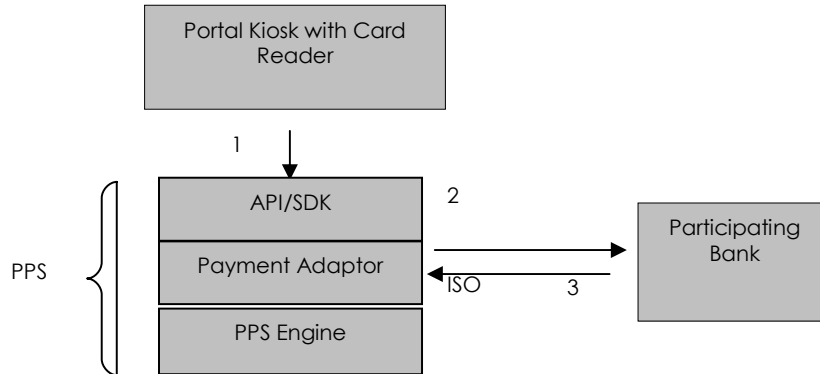 Portal Kiosk with Card
Reader
1
API/SDK
2
Participating
Bank
Payment Adaptor
PPS
ISO
3
PPS Engine